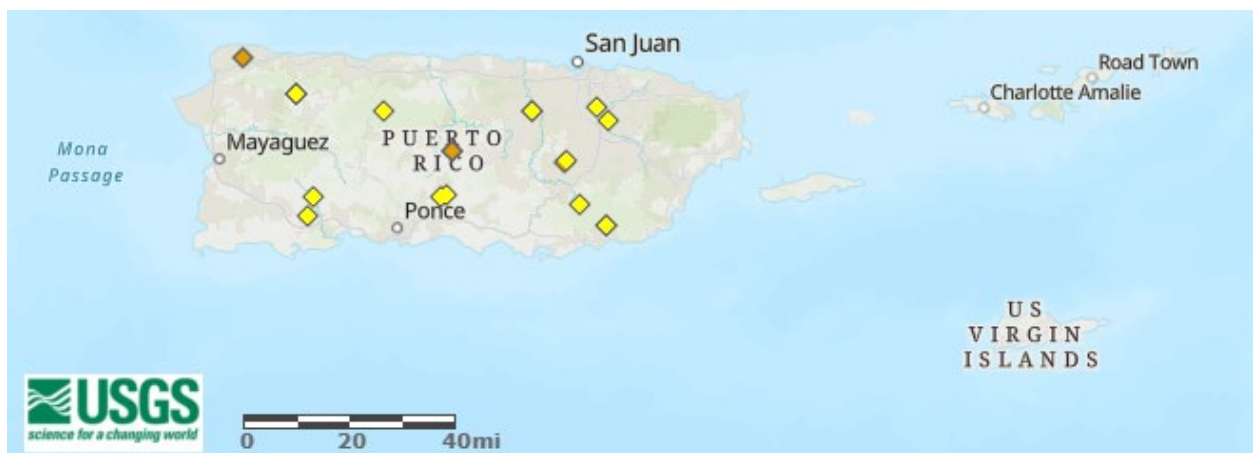 San Juan
Road Town
Charlotte Amalie
PUERTO
RICO
Mayaguez
Mona
Passage
Ponce
US
VIRGIN
ISLANDS
USGS
science for a changing world
0 20 40mi